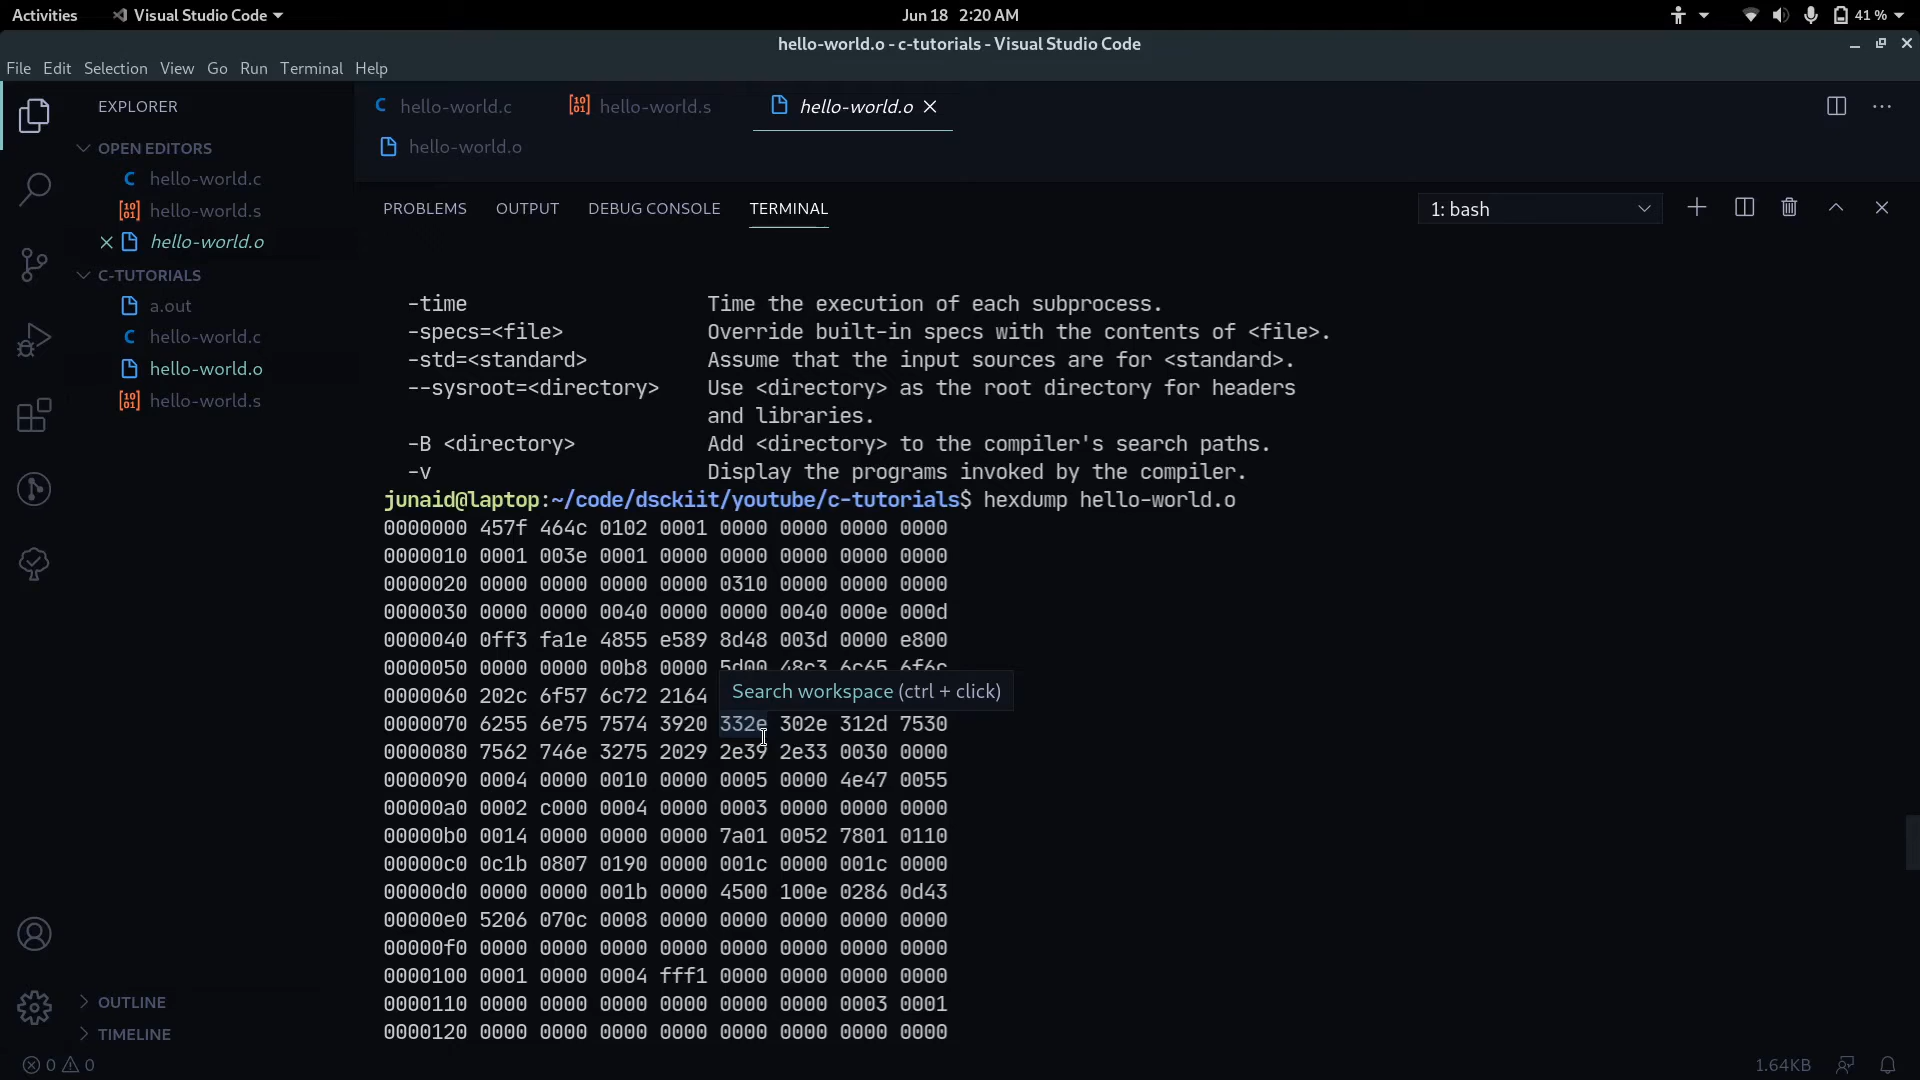 Activities Visual Studio Code Jun 18 2:20 AM 41 %
hello-world.o - c-tutorials - Visual Studio Code
File Edit Selection View Go Run Terminal Help
EXPLORER
OPEN EDITORS
hello-world.c
hello-world.s
hello-world.o
C-TUTORIALS
a.out
hello-world.c
hello-world.o
hello-world.s
OUTLINE
TIMELINE
hello-world.c hello-world.s hello-world.o
hello-world.o
PROBLEMS OUTPUT DEBUG CONSOLE TERMINAL 1: bash
-time Time the execution of each subprocess.
-specs=<file> Override built-in specs with the contents of <file>.
-std=<standard> Assume that the input sources are for <standard>.
--sysroot=<directory> Use <directory> as the root directory for headers
and libraries.
-B <directory> Add <directory> to the compiler's search paths.
-v Display the programs invoked by the compiler.
junaid@laptop:~/code/dsckiit/youtube/c-tutorials$ hexdump hello-world.o
0000000 457f 464c 0102 0001 0000 0000 0000 0000
0000010 0001 003e 0001 0000 0000 0000 0000 0000
0000020 0000 0000 0000 0000 0310 0000 0000 0000
0000030 0000 0000 0040 0000 0000 0040 000e 000d
0000040 0ff3 fa1e 4855 e589 8d48 003d 0000 e800
0000050 0000 0000 00b8 0000 5d00 48c3 6c65 6f6c
0000060 202c 6f57 6c72 2164
Search workspace (ctrl + click)
0000070 6255 6e75 7574 3920 332e 302e 312d 7530
0000080 7562 746e 3275 2029 2e39 2e33 0030 0000
0000090 0004 0000 0010 0000 0005 0000 4e47 0055
00000a0 0002 c000 0004 0000 0003 0000 0000 0000
00000b0 0014 0000 0000 0000 7a01 0052 7801 0110
00000c0 0c1b 0807 0190 0000 001c 0000 001c 0000
00000d0 0000 0000 001b 0000 4500 100e 0286 0d43
00000e0 5206 070c 0008 0000 0000 0000 0000 0000
00000f0 0000 0000 0000 0000 0000 0000 0000 0000
0000100 0001 0000 0004 fff1 0000 0000 0000 0000
0000110 0000 0000 0000 0000 0000 0000 0003 0001
0000120 0000 0000 0000 0000 0000 0000 0000 0000
0 0 1.64KB